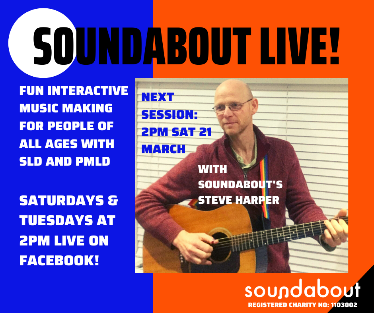 SOUNDABOUT LIVE!
FUN INTERACTIVE
MUSIC MAKING
FOR PEOPLE OF
ALL AGES WITH
SLD AND PMLD
SATURDAYS &
TUESDAYS AT
2PM LIVE ON
FACEBOOK!
NEXT
SESSION:
2PM SAT 21
MARCH
WITH
SOUNDABOUT'S
STEVE HARPER
soundabout
REGISTERED CHARITY NO: 1103002